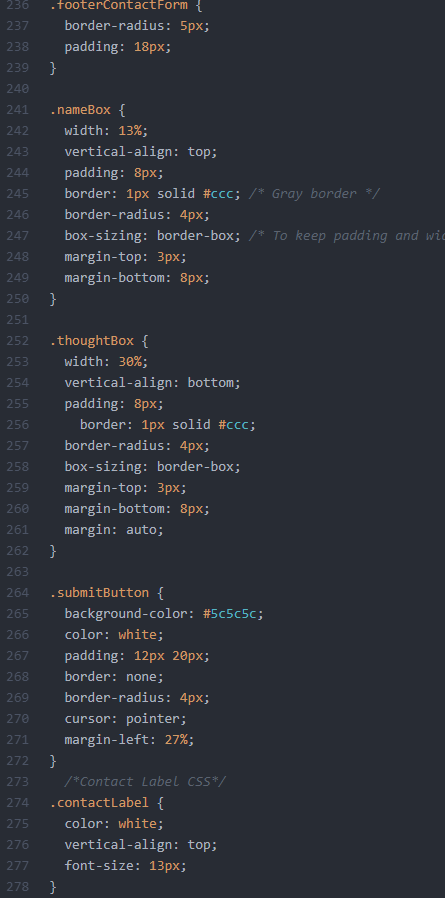 236 .footerContactForm {
237 border-radius: 5px;
238 padding: 18px;
239 }
240
241 .nameBox {
242 width: 13%;
243 vertical-align: top;
244 padding: 8px;
245 border: 1px solid #ccc; /* Gray border */
246 border-radius: 4px;
247 box-sizing: border-box; /* To keep padding and
248 margin-top: 3px;
249 margin-bottom: 8px;
250 }
251
252 .thoughtBox {
253 width: 30%;
254 vertical-align: bottom;
255 padding: 8px;
256 border: 1px solid #ccc;
257 border-radius: 4px;
258 box-sizing: border-box;
259 margin-top: 3px;
260 margin-bottom: 8px;
261 margin: auto;
262 }
263
264 .submitButton {
265 background-color: #5c5c5c;
266 color: white;
267 padding: 12px 20px;
268 border: none;
269 border-radius: 4px;
270 cursor: pointer;
271 margin-left: 27%;
272 }
273 /*Contact Label CSS*/
274 .contactLabel {
275 color: white;
276 vertical-align: top;
277 font-size: 13px;
278 }